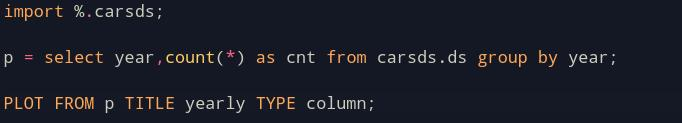 import %.carsds;
p = select year,count(*) as cnt from carsds.ds group by year;
PLOT FROM p TITLE yearly TYPE column;